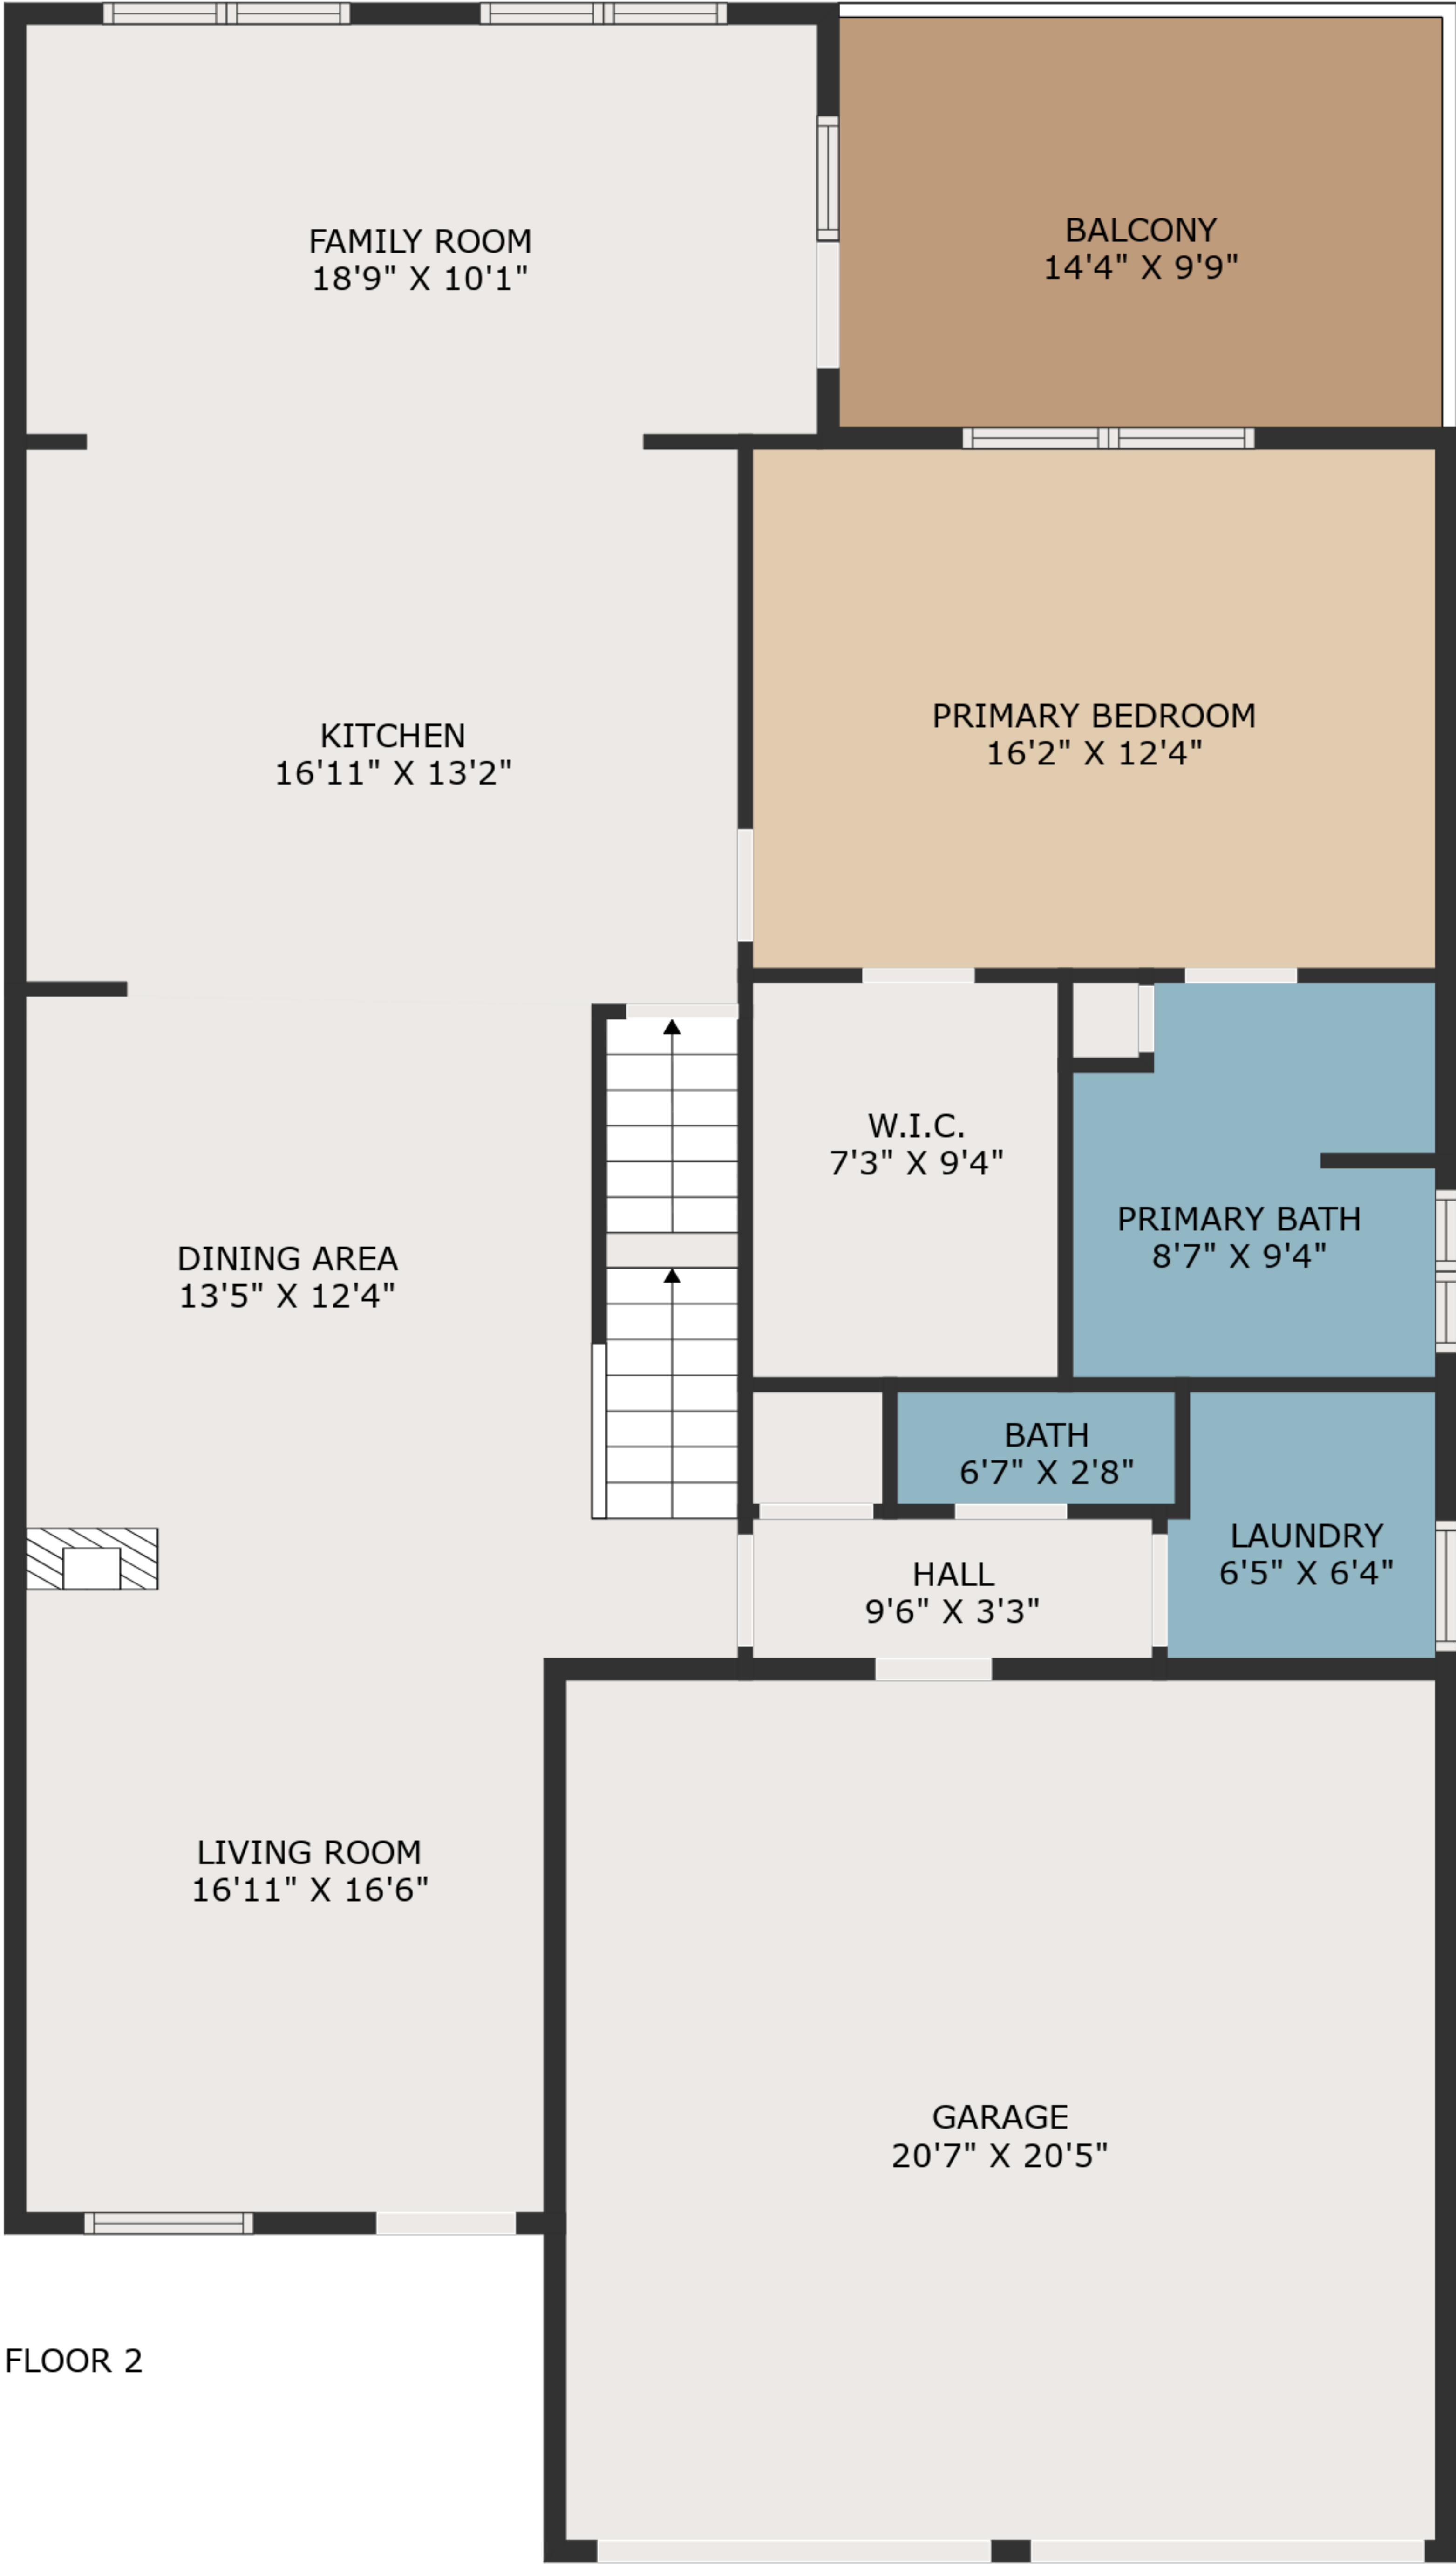 FAMILY ROOM
18'9" X 10'1"
BALCONY
14'4" X 9'9"
KITCHEN
16'11" X 13'2"
PRIMARY BEDROOM
16'2" X 12'4"
W.I.C.
7'3" X 9'4"
PRIMARY BATH
8'7" X 9'4"
DINING AREA
13'5" X 12'4"
BATH
6'7" X 2'8"
LAUNDRY
6'5" X 6'4"
HALL
9'6" X 3'3"
LIVING ROOM
16'11" X 16'6"
GARAGE
20'7" X 20'5"
FLOOR 2